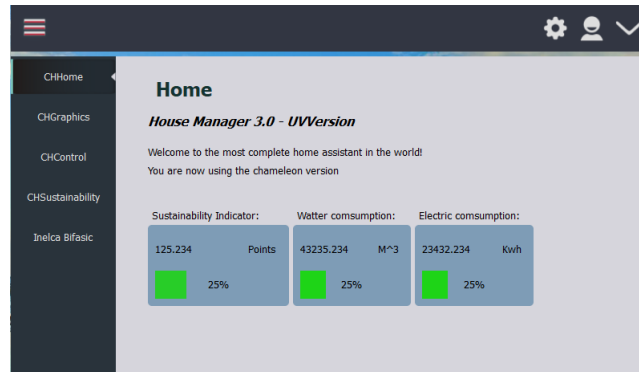 CHHome
CHGraphics
CHControl
CHSustainability
Inelca Bifasic
Home
House Manager 3.0 - UVVersion
Welcome to the most complete home assistant in the world!
You are now using the chameleon version
Sustainability Indicator: Watter comsumption: Electric comsumption:
125.234 Points 43235.234 M^3 23432.234 Kwh
25% 25% 25%